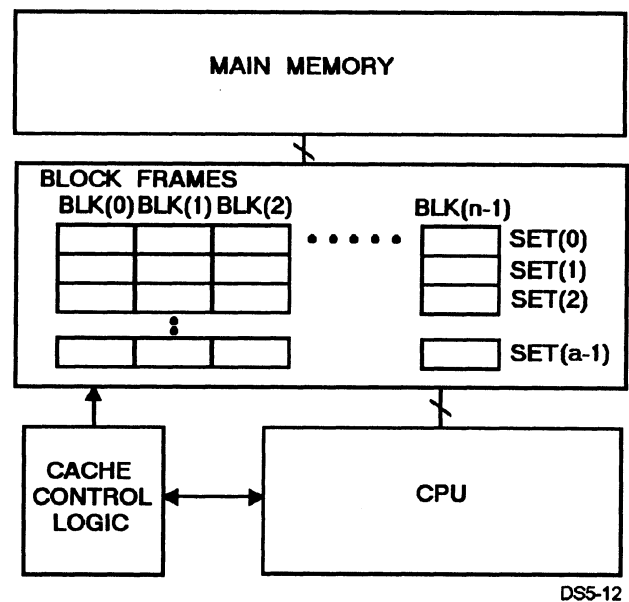 MAIN MEMORY
BLOCK FRAMES
BLK(0) BLK(1) BLK(2) BLK(n-1)
SET(0)
SET(1)
SET(2)
SET(a-1)
CACHE
CONTROL
LOGIC
CPU
DS5-12